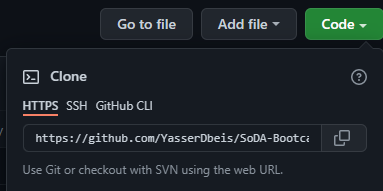 Go to file Add file Code
Clone
HTTPS SSH GitHub CLI
https://github.com/YasserDbeis/SoDA-Bootca
Use Git or checkout with SVN using the web URL.